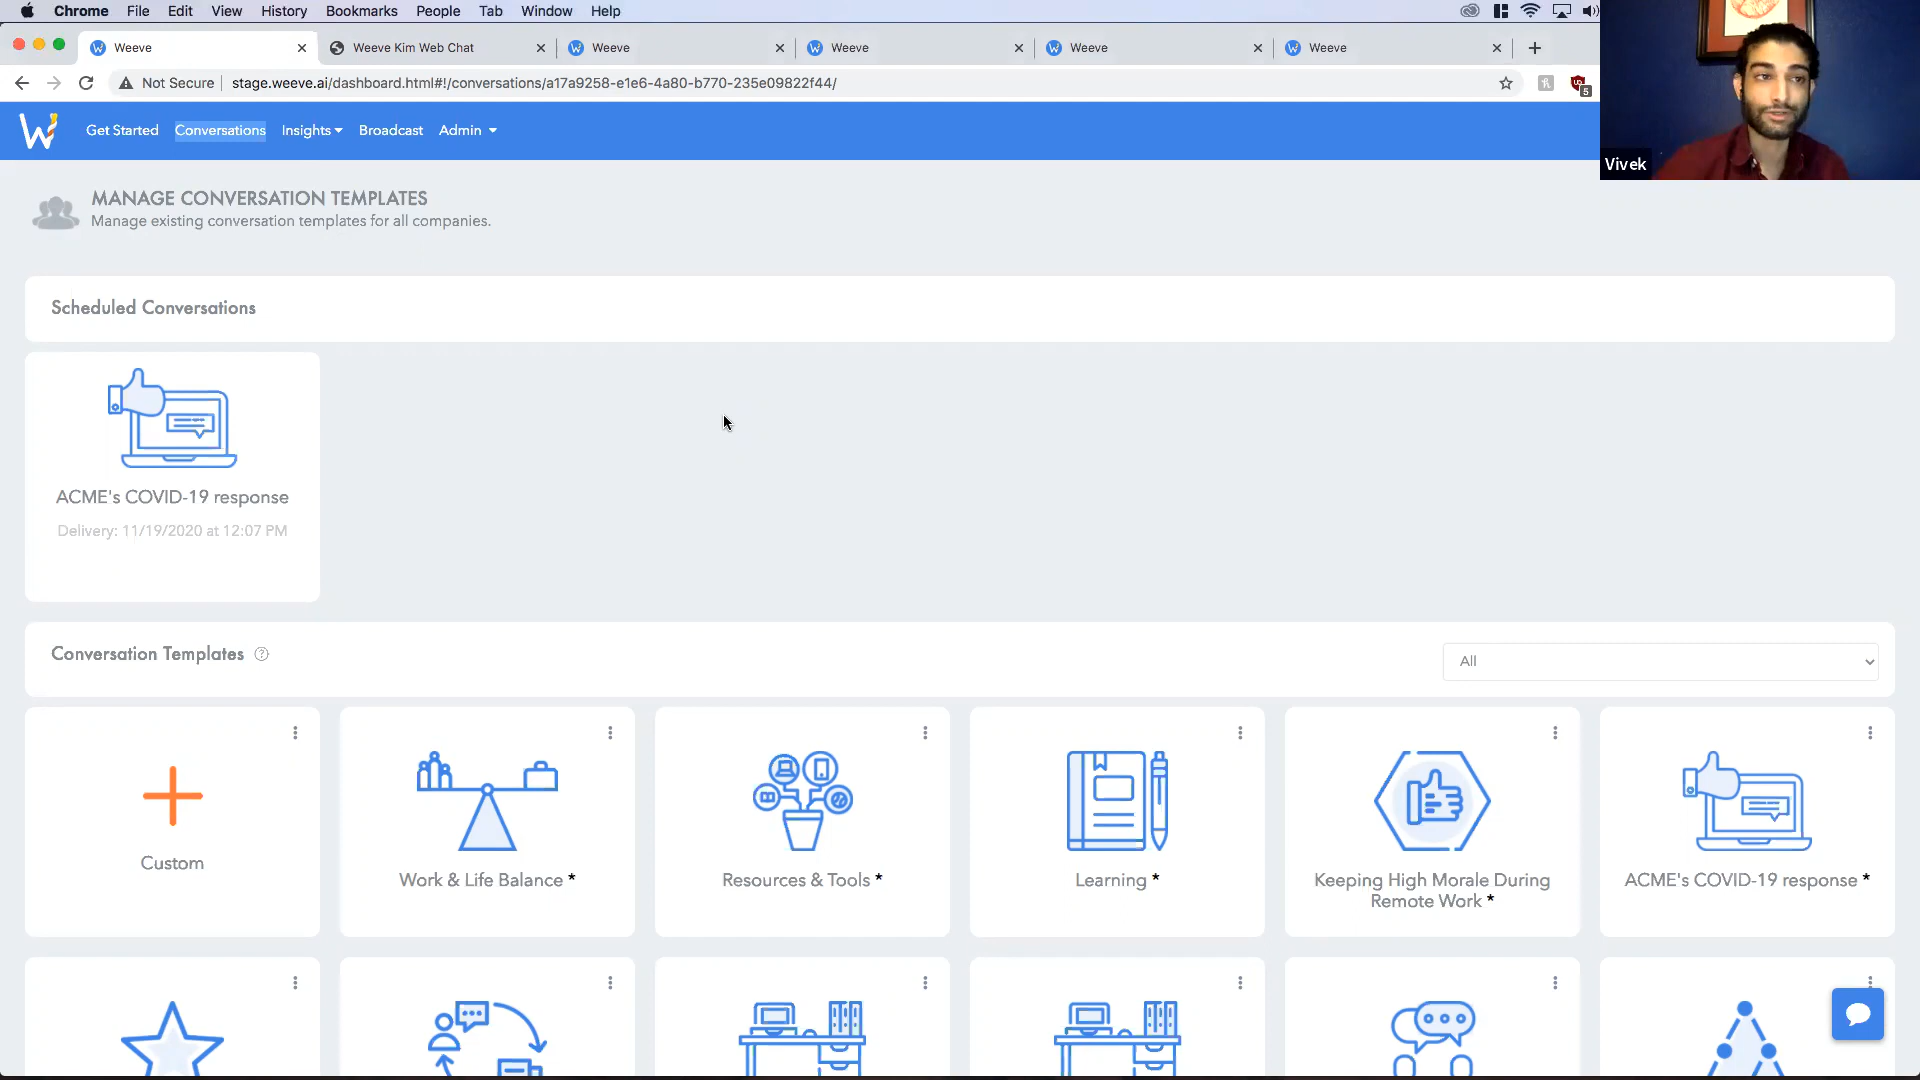 Chrome File Edit View History Bookmarks People Tab Window Help
Weeve
Weeve Kim Web Chat
Weeve
Weeve
Weeve
Weeve
Not Secure
stage.weeve.ai/dashboard.html#!/conversations/a17a9258-e1e6-4a80-b770-235e09822f44/
5
Vivek
W Get Started Conversations Insights Broadcast Admin
MANAGE CONVERSATION TEMPLATES
Manage existing conversation templates for all companies.
Scheduled Conversations
ACME's COVID-19 response
Delivery: 11/19/2020 at 12:07 PM
Conversation Templates ?
All
Custom
Work & Life Balance *
Resources & Tools *
Learning *
Keeping High Morale During
Remote Work *
ACME's COVID-19 response *